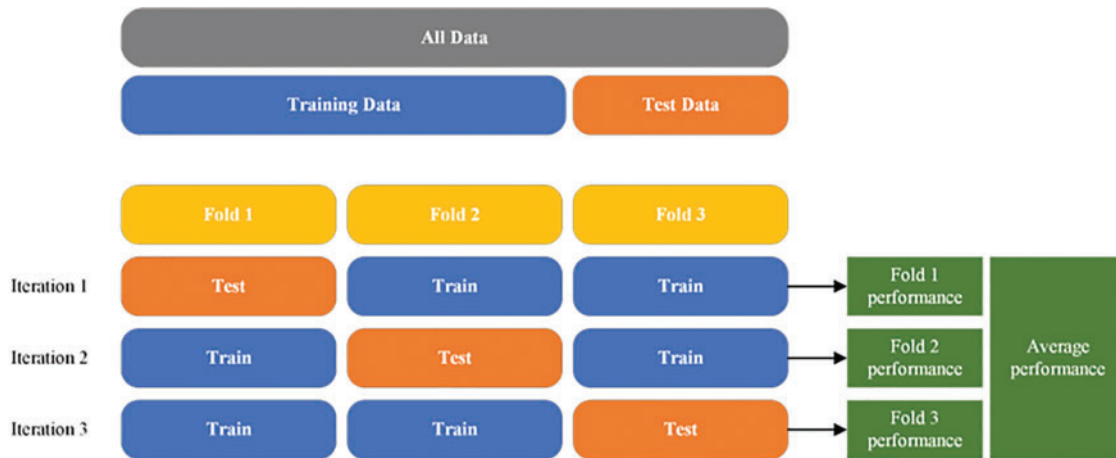 All Data
Training Data
Test Data
Fold 1
Fold 2
Fold 3
Iteration 1
Test
Train
Train
Fold 1
performance
Iteration 2
Train
Test
Train
Fold 2
performance
Average
performance
Iteration 3
Train
Train
Test
Fold 3
performance